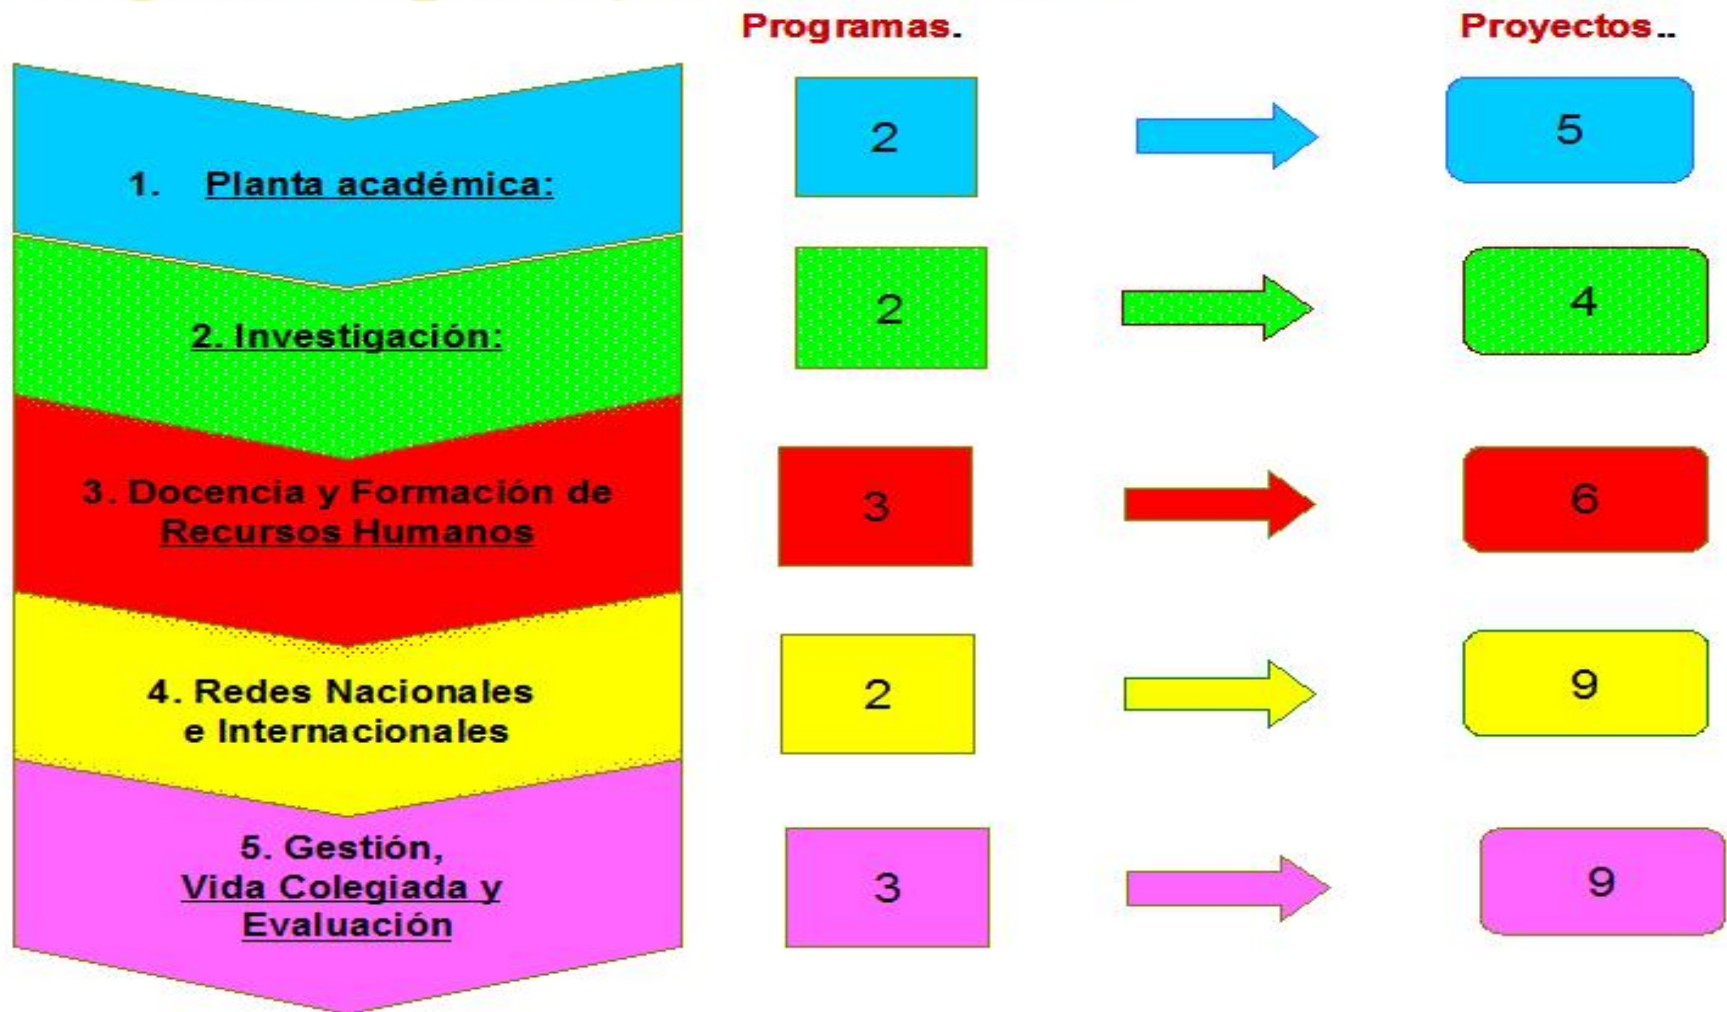 Programas.
Proyectos..
1. Planta académica:
2
5
2. Investigación:
2
4
3. Docencia y Formación de
Recursos Humanos
3
6
4. Redes Nacionales
e Internacionales
2
9
5. Gestión,
Vida Colegiada y
Evaluación
3
9